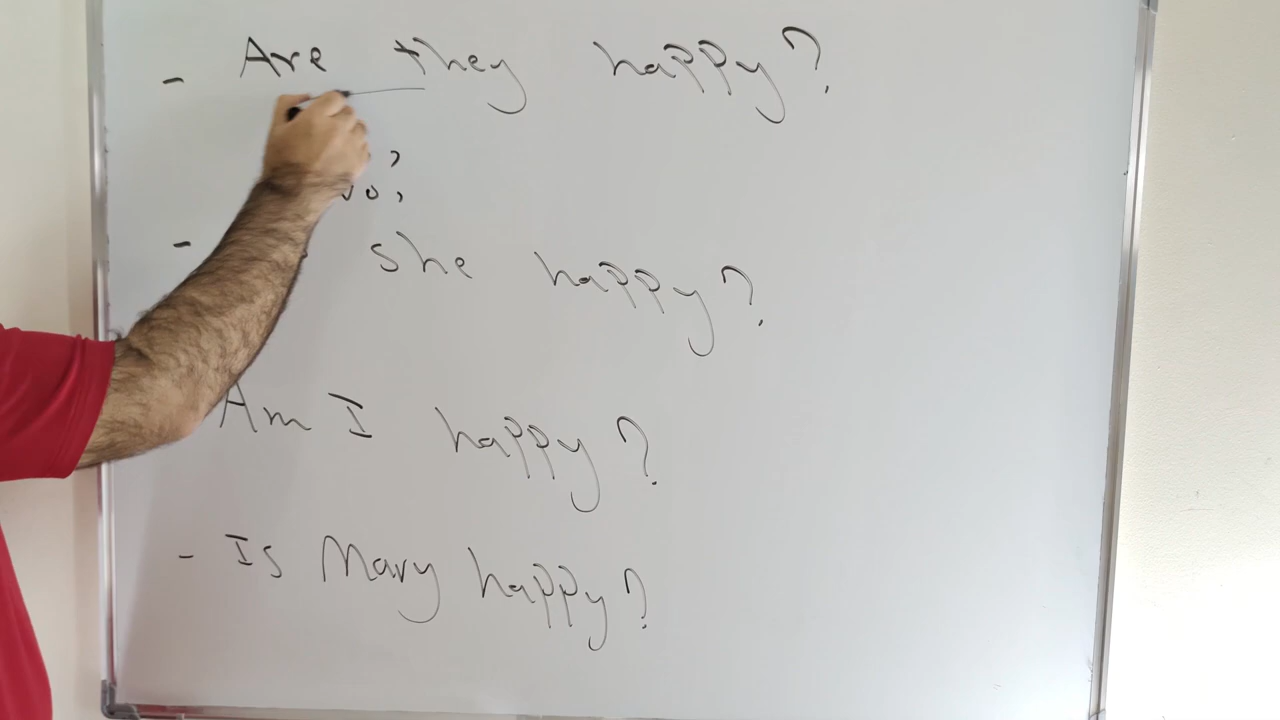 - Are they happy?
,
o,
- she happy?
Am I happy?
- Is Mary happy?